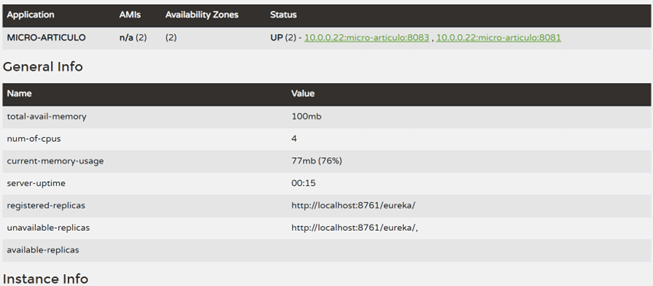 Application AMIs Availability Zones Status
MICRO-ARTICULO n/a (2) (2) UP (2) - 10.0.0.22:micro-articulo:8083 , 10.0.0.22:micro-articulo:8081
General Info
Name Value
total-avail-memory 100mb
num-of-cpus 4
current-memory-usage 77mb (76%)
server-uptime 00:15
registered-replicas http://localhost:8761/eureka/
unavailable-replicas http://localhost:8761/eureka/,
available-replicas
Instance Info